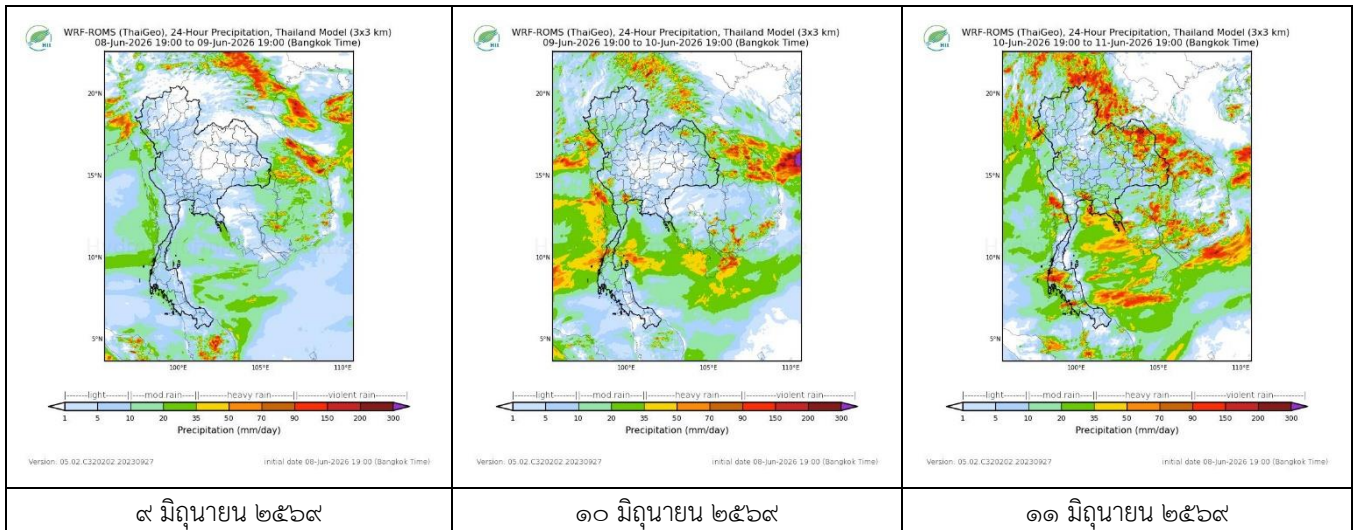 WRF-ROMS (ThaiGeo), 24-Hour Precipitation, Thailand Model (3x3 km)
08-Jun-2026 19:00 to 09-Jun-2026 19:00 (Bangkok Time)
20°N
15°N
10°N
5°N
100°E 105°E 110°E
light mod rain heavy rain violent rain
1 5 10 20 35 50 70 90 150 200 300
Precipitation (mm/day)
Version: 05.02.C320202.20230927 initial date 08-Jun-2026 19:00 (Bangkok Time)
๙ มิถุนายน ๒๕๖๙
WRF-ROMS (ThaiGeo), 24-Hour Precipitation, Thailand Model (3x3 km)
09-Jun-2026 19:00 to 10-Jun-2026 19:00 (Bangkok Time)
20°N
15°N
10°N
5°N
100°E 105°E 110°E
light mod rain heavy rain violent rain
1 5 10 20 35 50 70 90 150 200 300
Precipitation (mm/day)
Version: 05.02.C320202.20230927 initial date 08-Jun-2026 19:00 (Bangkok Time)
๑๐ มิถุนายน ๒๕๖๙
WRF-ROMS (ThaiGeo), 24-Hour Precipitation, Thailand Model (3x3 km)
10-Jun-2026 19:00 to 11-Jun-2026 19:00 (Bangkok Time)
20°N
15°N
10°N
5°N
100°E 105°E 110°E
light mod rain heavy rain violent rain
1 5 10 20 35 50 70 90 150 200 300
Precipitation (mm/day)
Version: 05.02.C320202.20230927 initial date 08-Jun-2026 19:00 (Bangkok Time)
๑๑ มิถุนายน ๒๕๖๙